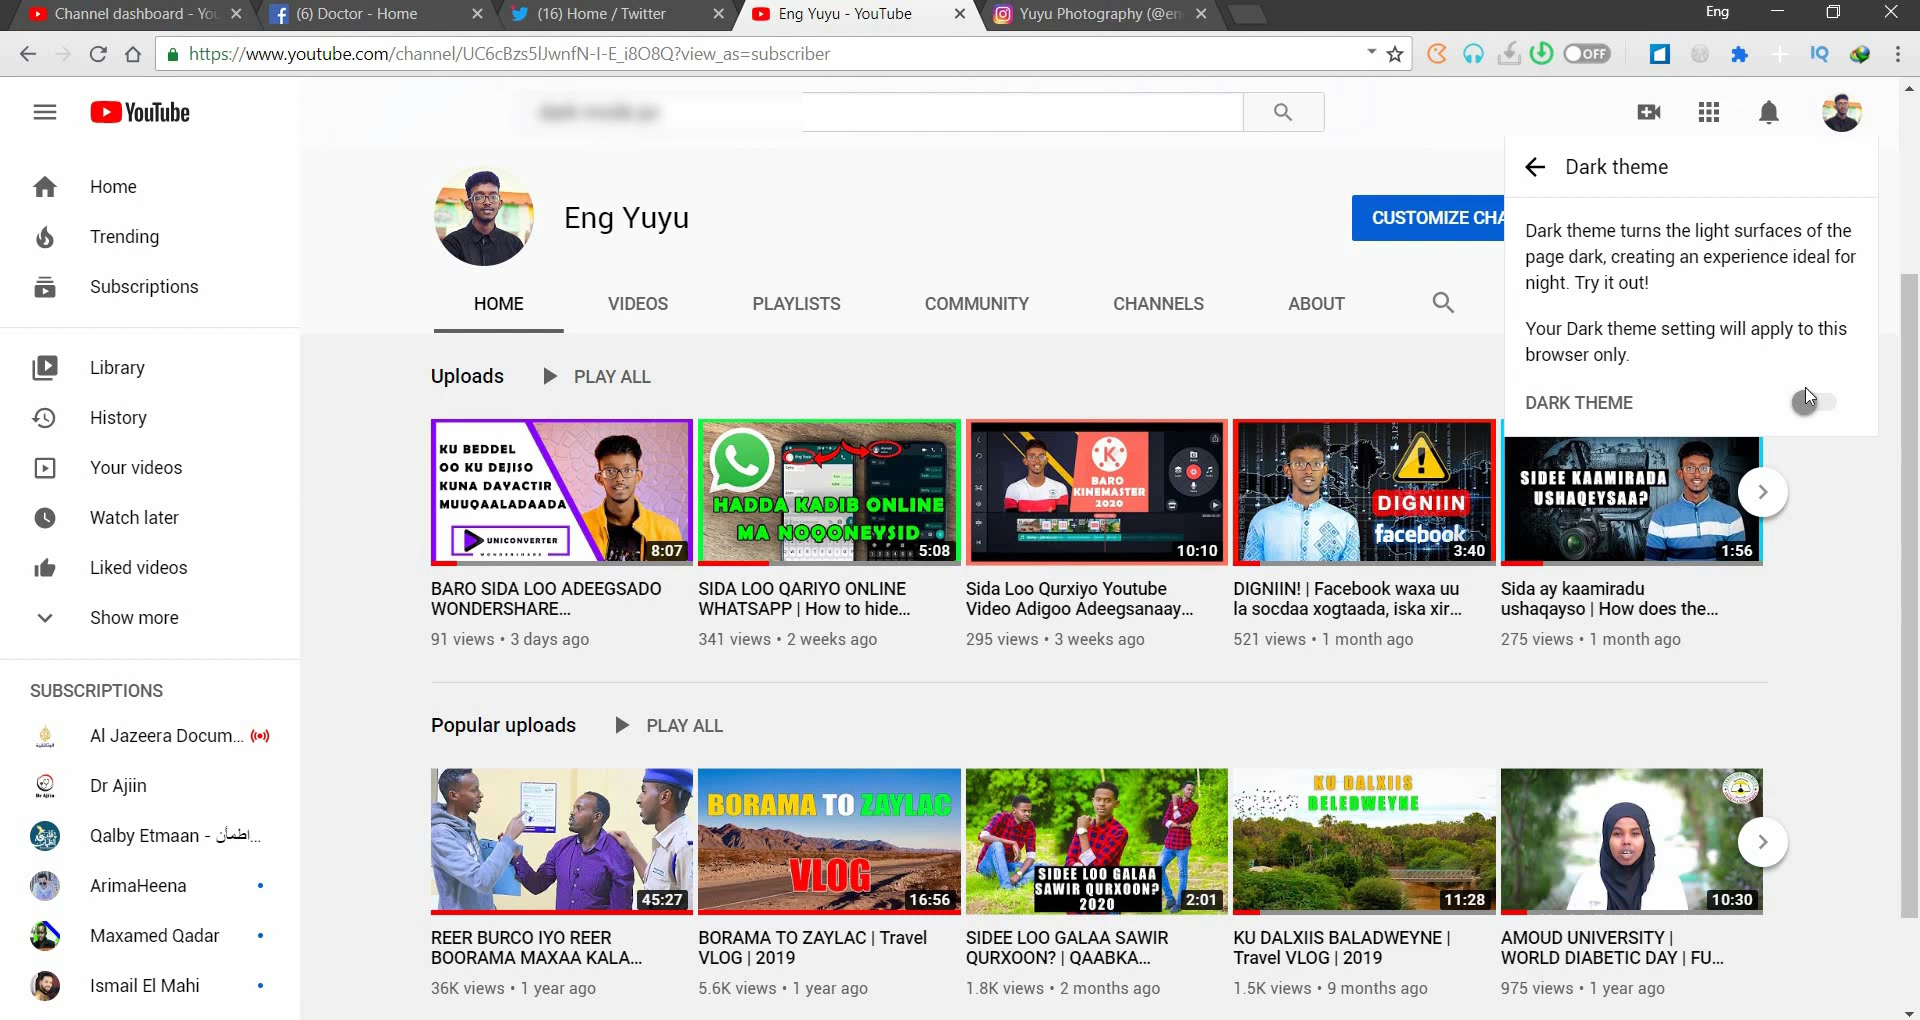 Channel dashboard - You
(6) Doctor - Home
(16) Home / Twitter
Eng Yuyu - YouTube
Yuyu Photography (@en
Eng
https://www.youtube.com/channel/UC6cBzs5lJwnfN-I-E_i8O8Q?view_as=subscriber
OFF
IQ
YouTube
Home
Trending
Subscriptions
Library
History
Your videos
Watch later
Liked videos
Show more
SUBSCRIPTIONS
Al Jazeera Docum...
Dr Ajiin
Qalby Etmaan - اطمأن...
ArimaHeena
Maxamed Qadar
Ismail El Mahi
Eng Yuyu
CUSTOMIZE CHA
HOME
VIDEOS
PLAYLISTS
COMMUNITY
CHANNELS
ABOUT
Dark theme
Dark theme turns the light surfaces of the
page dark, creating an experience ideal for
night. Try it out!
Your Dark theme setting will apply to this
browser only.
DARK THEME
Uploads
PLAY ALL
KU BEDDEL
OO KU DEJISO
KUNA DAYACTIR
MUUQAALADAADA
UNICONVERTER
WONDERSHARE
8:07
BARO SIDA LOO ADEEGSADO
WONDERSHARE...
91 views • 3 days ago
HADDA KADIB ONLINE
MA NOQONEYSID
5:08
SIDA LOO QARIYO ONLINE
WHATSAPP | How to hide...
341 views • 2 weeks ago
BARO
KINEMASTER
2020
10:10
Sida Loo Qurxiyo Youtube
Video Adigoo Adeegsanaay...
295 views • 3 weeks ago
DIGNIIN
facebook
3:40
DIGNIIN! | Facebook waxa uu
la socdaa xogtaada, iska xir...
521 views • 1 month ago
SIDEE KAAMIRADA
USHAQEYSAA?
1:56
Sida ay kaamiradu
ushaqayso | How does the...
275 views • 1 month ago
Popular uploads
PLAY ALL
45:27
REER BURCO IYO REER
BOORAMA MAXAA KALA...
36K views • 1 year ago
BORAMA TO ZAYLAC
VLOG
16:56
BORAMA TO ZAYLAC | Travel
VLOG | 2019
5.6K views • 1 year ago
SIDEE LOO GALAA
SAWIR QURXOON?
2020
2:01
SIDEE LOO GALAA SAWIR
QURXOON? | QAABKA...
1.8K views • 2 months ago
KU DALXIIS
BELEDWEYNE
11:28
KU DALXIIS BALADWEYNE |
Travel VLOG | 2019
1.5K views • 9 months ago
10:30
AMOUD UNIVERSITY |
WORLD DIABETIC DAY | FU...
975 views • 1 year ago